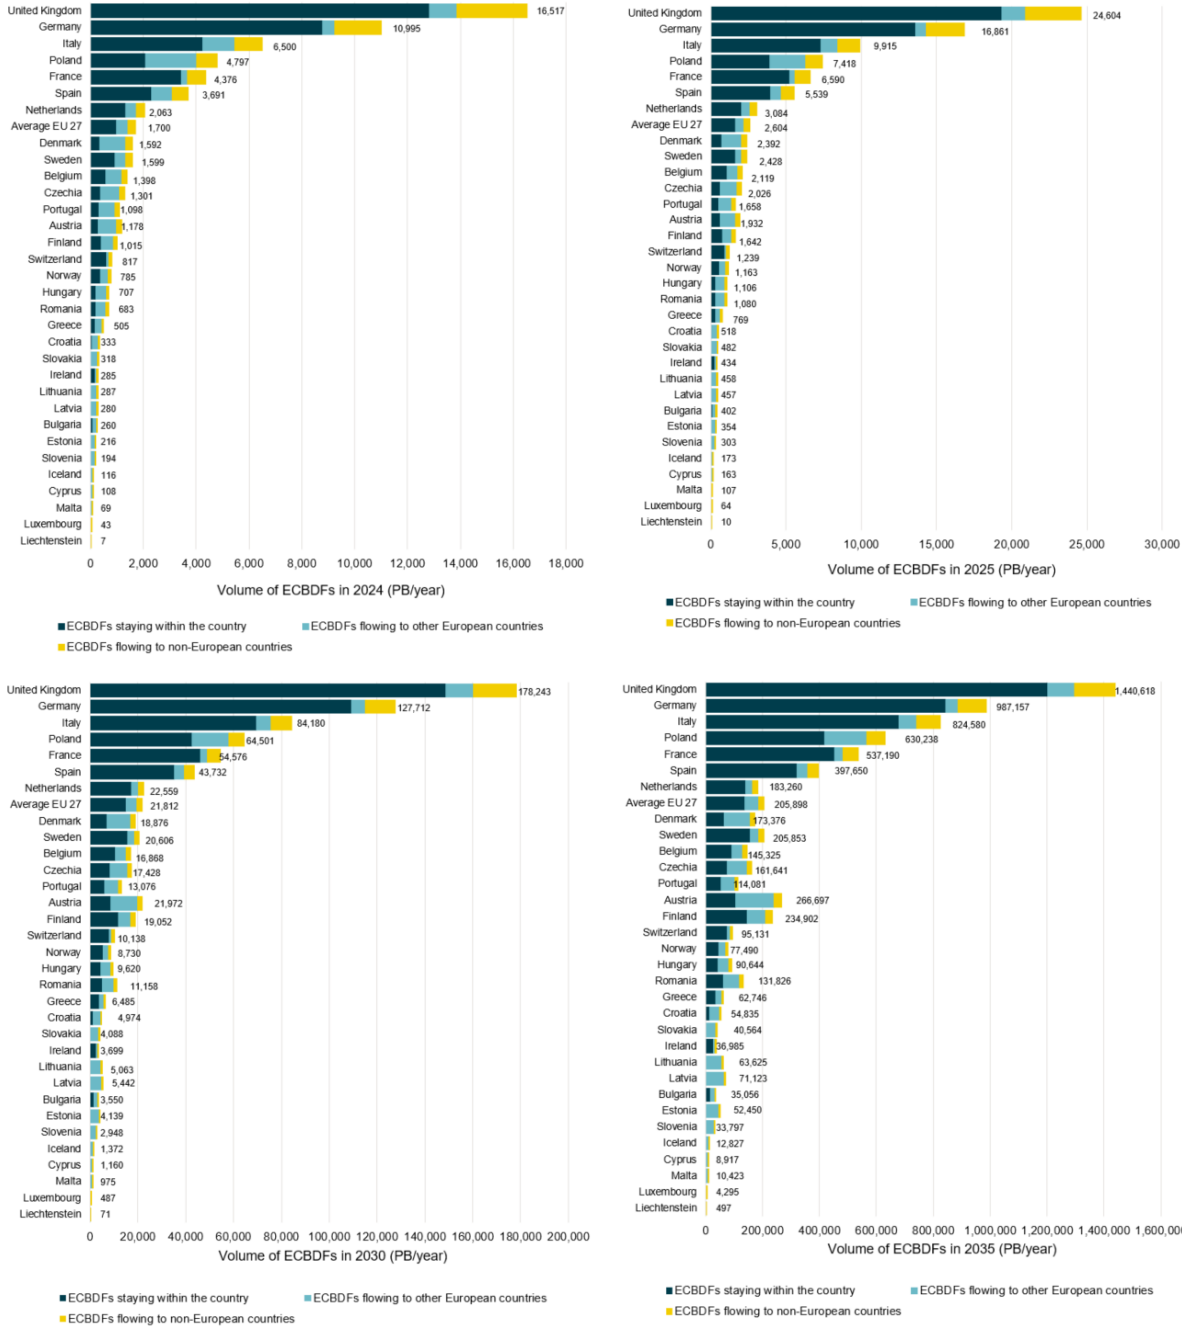 United Kingdom 16,517
Germany 10,995
Italy 6,500
Poland 4,797
France 4,376
Spain 3,691
Netherlands 2,063
Average EU 27 1,700
Denmark 1,592
Sweden 1,599
Belgium 1,398
Czechia 1,301
Portugal 1,098
Austria 1,178
Finland 1,015
Switzerland 817
Norway 785
Hungary 707
Romania 683
Greece 505
Croatia 333
Slovakia 318
Ireland 285
Lithuania 287
Latvia 280
Bulgaria 260
Estonia 216
Slovenia 194
Iceland 116
Cyprus 108
Malta 69
Luxembourg 43
Liechtenstein 7
0 2,000 4,000 6,000 8,000 10,000 12,000 14,000 16,000 18,000
Volume of ECBDFs in 2024 (PB/year)
ECBDFs staying within the country ECBDFs flowing to other European countries
ECBDFs flowing to non-European countries
United Kingdom 24,604
Germany 16,861
Italy 9,915
Poland 7,418
France 6,590
Spain 5,539
Netherlands 3,084
Average EU 27 2,604
Denmark 2,392
Sweden 2,428
Belgium 2,119
Czechia 2,026
Portugal 1,658
Austria 1,932
Finland 1,642
Switzerland 1,239
Norway 1,163
Hungary 1,106
Romania 1,080
Greece 769
Croatia 518
Slovakia 482
Ireland 434
Lithuania 458
Latvia 457
Bulgaria 402
Estonia 354
Slovenia 303
Iceland 173
Cyprus 163
Malta 107
Luxembourg 64
Liechtenstein 10
0 5,000 10,000 15,000 20,000 25,000 30,000
Volume of ECBDFs in 2025 (PB/year)
ECBDFs staying within the country ECBDFs flowing to other European countries
ECBDFs flowing to non-European countries
United Kingdom 178,243
Germany 127,712
Italy 84,180
Poland 64,501
France 54,576
Spain 43,732
Netherlands 22,559
Average EU 27 21,812
Denmark 18,876
Sweden 20,606
Belgium 16,868
Czechia 17,428
Portugal 13,076
Austria 21,972
Finland 19,052
Switzerland 10,138
Norway 8,730
Hungary 9,620
Romania 11,158
Greece 6,485
Croatia 4,974
Slovakia 4,088
Ireland 3,699
Lithuania 5,063
Latvia 5,442
Bulgaria 3,550
Estonia 4,139
Slovenia 2,948
Iceland 1,372
Cyprus 1,160
Malta 975
Luxembourg 487
Liechtenstein 71
0 20,000 40,000 60,000 80,000 100,000 120,000 140,000 160,000 180,000 200,000
Volume of ECBDFs in 2030 (PB/year)
ECBDFs staying within the country ECBDFs flowing to other European countries
ECBDFs flowing to non-European countries
United Kingdom 1,440,618
Germany 987,157
Italy 824,580
Poland 630,238
France 537,190
Spain 397,650
Netherlands 183,260
Average EU 27 205,898
Denmark 173,376
Sweden 205,853
Belgium 145,325
Czechia 161,641
Portugal 114,081
Austria 266,697
Finland 234,902
Switzerland 95,131
Norway 77,490
Hungary 90,644
Romania 131,826
Greece 62,746
Croatia 54,835
Slovakia 40,564
Ireland 36,985
Lithuania 63,625
Latvia 71,123
Bulgaria 35,056
Estonia 52,450
Slovenia 33,797
Iceland 12,827
Cyprus 8,917
Malta 10,423
Luxembourg 4,295
Liechtenstein 497
0 200,000 400,000 600,000 800,000 1,000,000 1,200,000 1,400,000 1,600,000
Volume of ECBDFs in 2035 (PB/year)
ECBDFs staying within the country ECBDFs flowing to other European countries
ECBDFs flowing to non-European countries